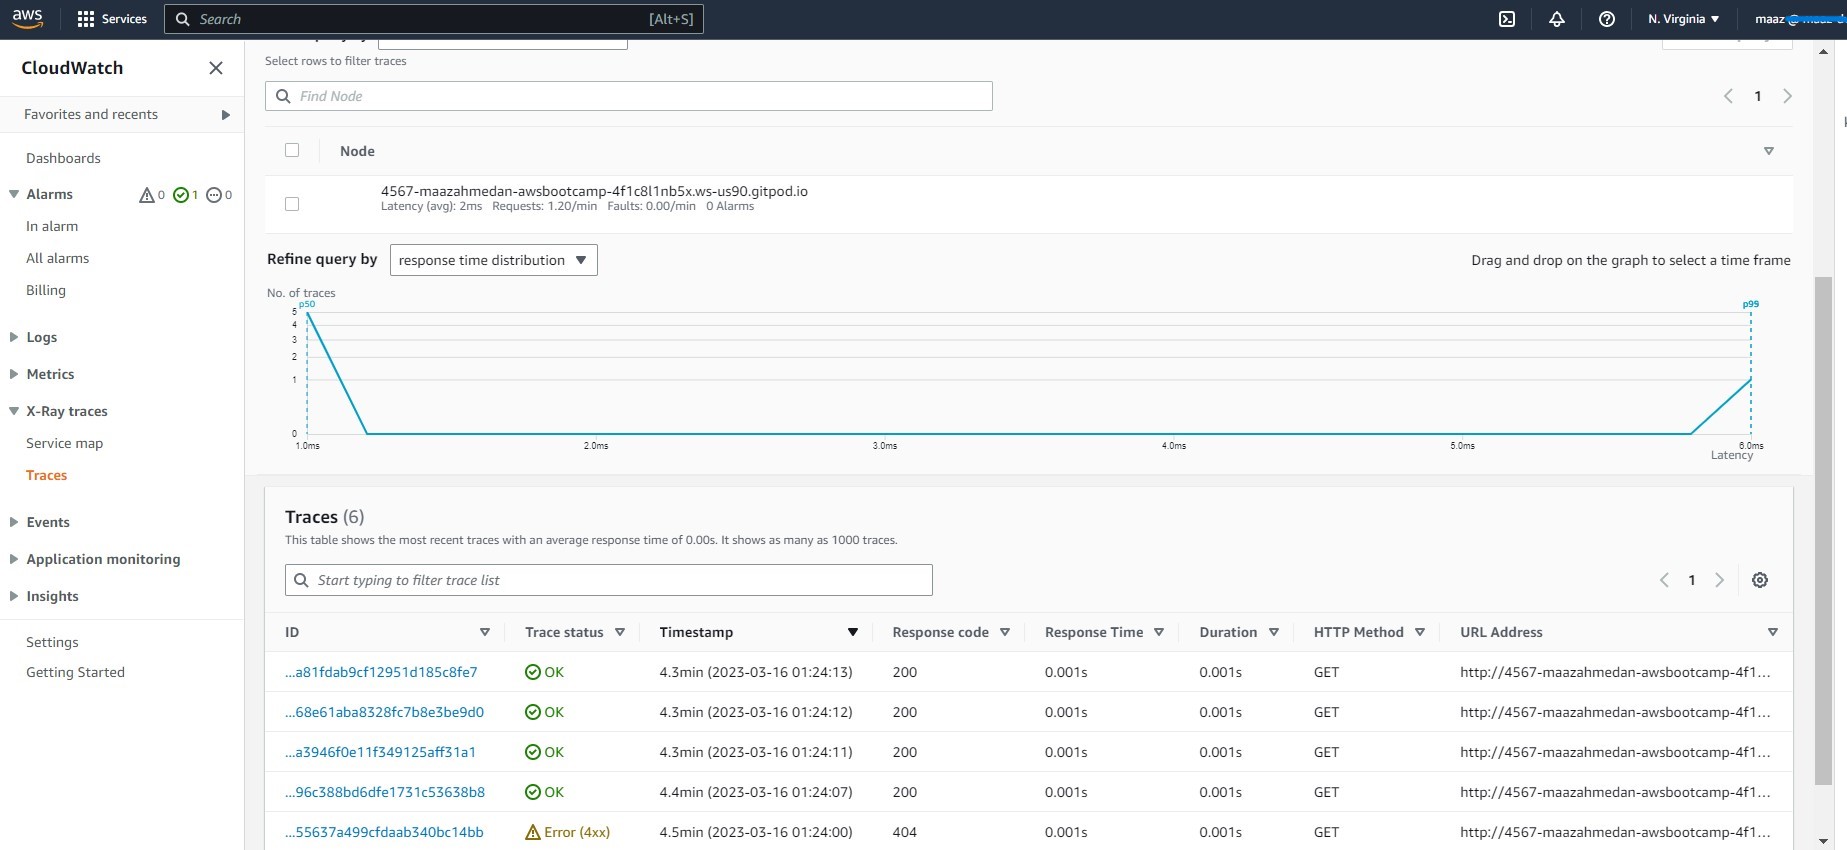 aws Services Search [Alt+S] N. Virginia maaz @
CloudWatch
Favorites and recents
Dashboards
Alarms 0 1 0
In alarm
All alarms
Billing
Logs
Metrics
X-Ray traces
Service map
Traces
Events
Application monitoring
Insights
Settings
Getting Started
Select rows to filter traces
Find Node
1
Node
4567-maazahmedan-awsbootcamp-4f1c8l1nb5x.ws-us90.gitpod.io
Latency (avg): 2ms Requests: 1.20/min Faults: 0.00/min 0 Alarms
Refine query by response time distribution Drag and drop on the graph to select a time frame
No. of traces
p50 p99
5
4
3
2
1
0
1.0ms 2.0ms 3.0ms 4.0ms 5.0ms 6.0ms
Latency
Traces (6)
This table shows the most recent traces with an average response time of 0.00s. It shows as many as 1000 traces.
Start typing to filter trace list 1
ID Trace status Timestamp Response code Response Time Duration HTTP Method URL Address
...a81fdab9cf12951d185c8fe7 OK 4.3min (2023-03-16 01:24:13) 200 0.001s 0.001s GET http://4567-maazahmedan-awsbootcamp-4f1...
...68e61aba8328fc7b8e3be9d0 OK 4.3min (2023-03-16 01:24:12) 200 0.001s 0.001s GET http://4567-maazahmedan-awsbootcamp-4f1...
...a3946f0e11f349125aff31a1 OK 4.3min (2023-03-16 01:24:11) 200 0.001s 0.001s GET http://4567-maazahmedan-awsbootcamp-4f1...
...96c388bd6dfe1731c53638b8 OK 4.4min (2023-03-16 01:24:07) 200 0.001s 0.001s GET http://4567-maazahmedan-awsbootcamp-4f1...
...55637a499cfdaab340bc14bb Error (4xx) 4.5min (2023-03-16 01:24:00) 404 0.001s 0.001s GET http://4567-maazahmedan-awsbootcamp-4f1...